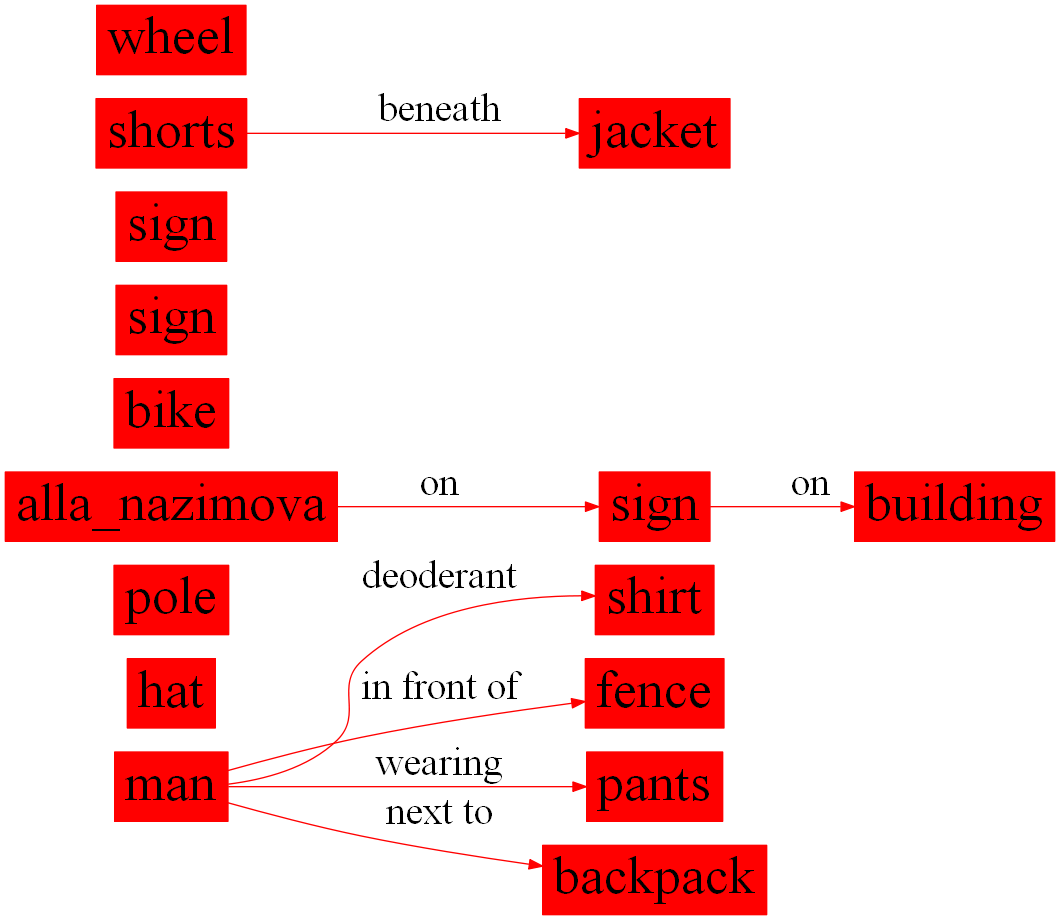 wheel
shorts beneath jacket
sign
sign
bike
alla_nazimova on sign on building
pole deoderant shirt
hat in front of fence
man wearing pants
next to backpack